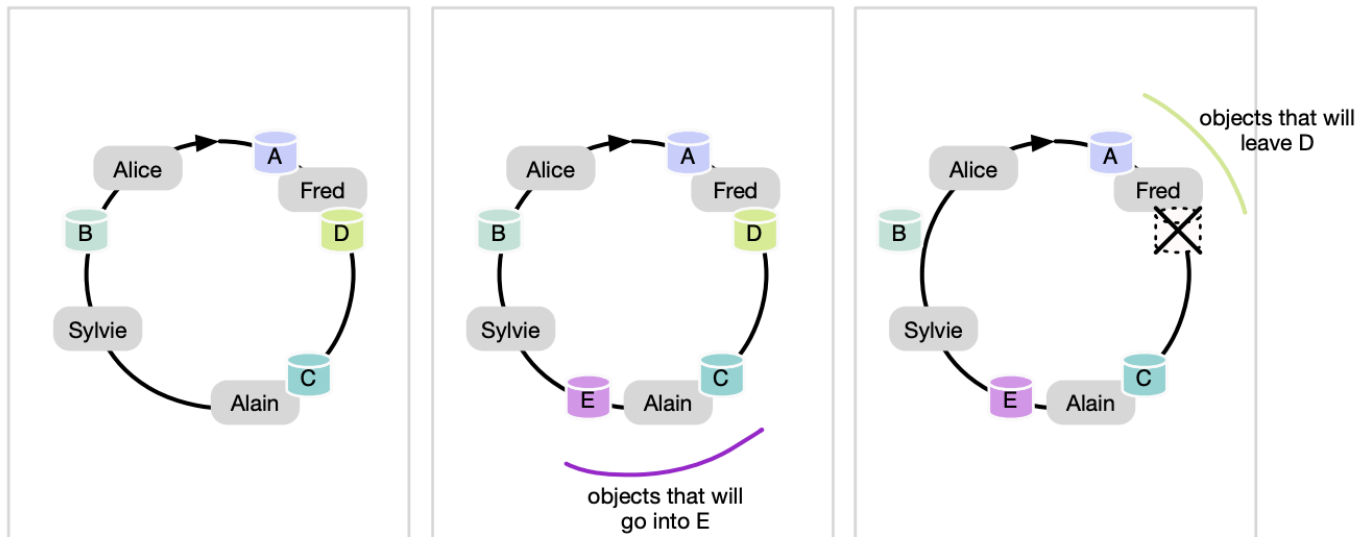 Alice
A
Fred
B
D
Sylvie
C
Alain
Alice
A
Fred
B
D
Sylvie
C
E
Alain
objects that will
go into E
objects that will
leave D
Alice
A
Fred
B
Sylvie
C
E
Alain